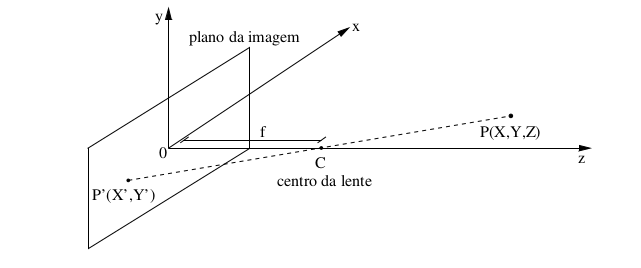 y
x
plano da imagem
f
0
P(X,Y,Z)
z
C
centro da lente
P'(X',Y')